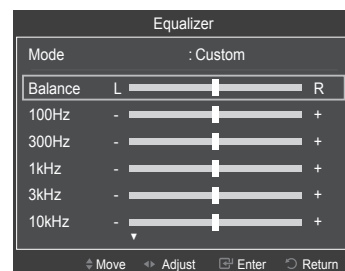 Equalizer
Mode : Custom
Balance L R
100Hz - +
300Hz - +
1kHz - +
3kHz - +
10kHz - +
Move Adjust Enter Return